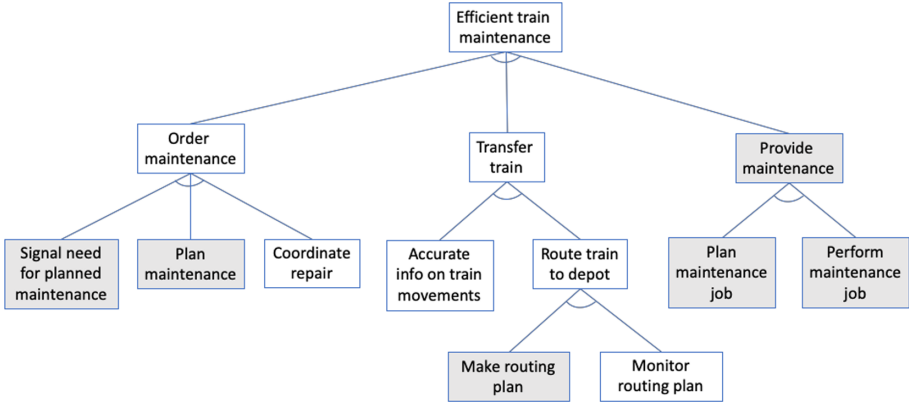 Efficient train
maintenance
Order
maintenance
Transfer
train
Provide
maintenance
Signal need
for planned
maintenance
Plan
maintenance
Coordinate
repair
Accurate
info on train
movements
Route train
to depot
Plan
maintenance
job
Perform
maintenance
job
Make routing
plan
Monitor
routing plan